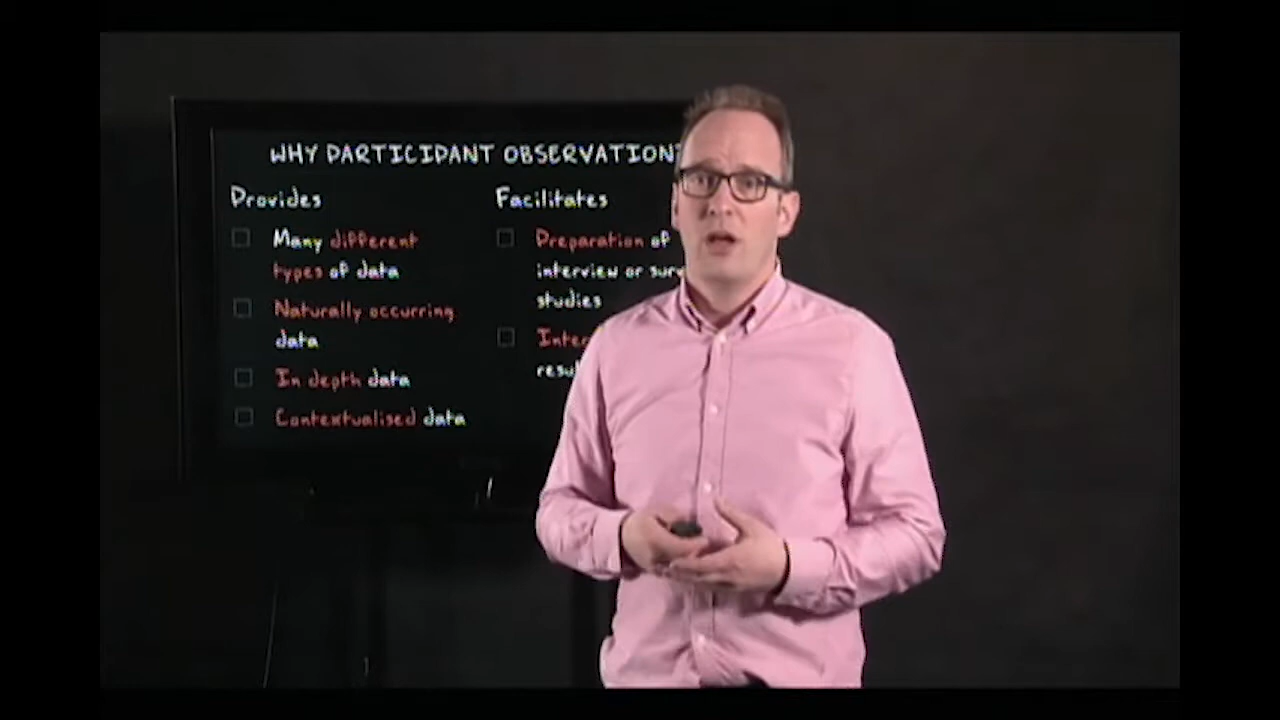 WHY PARTICIPANT OBSERVATION?
Provides
Many different
types of data
Naturally occurring
data
In depth data
Contextualised data
Facilitates
Preparation of
interview or
studies